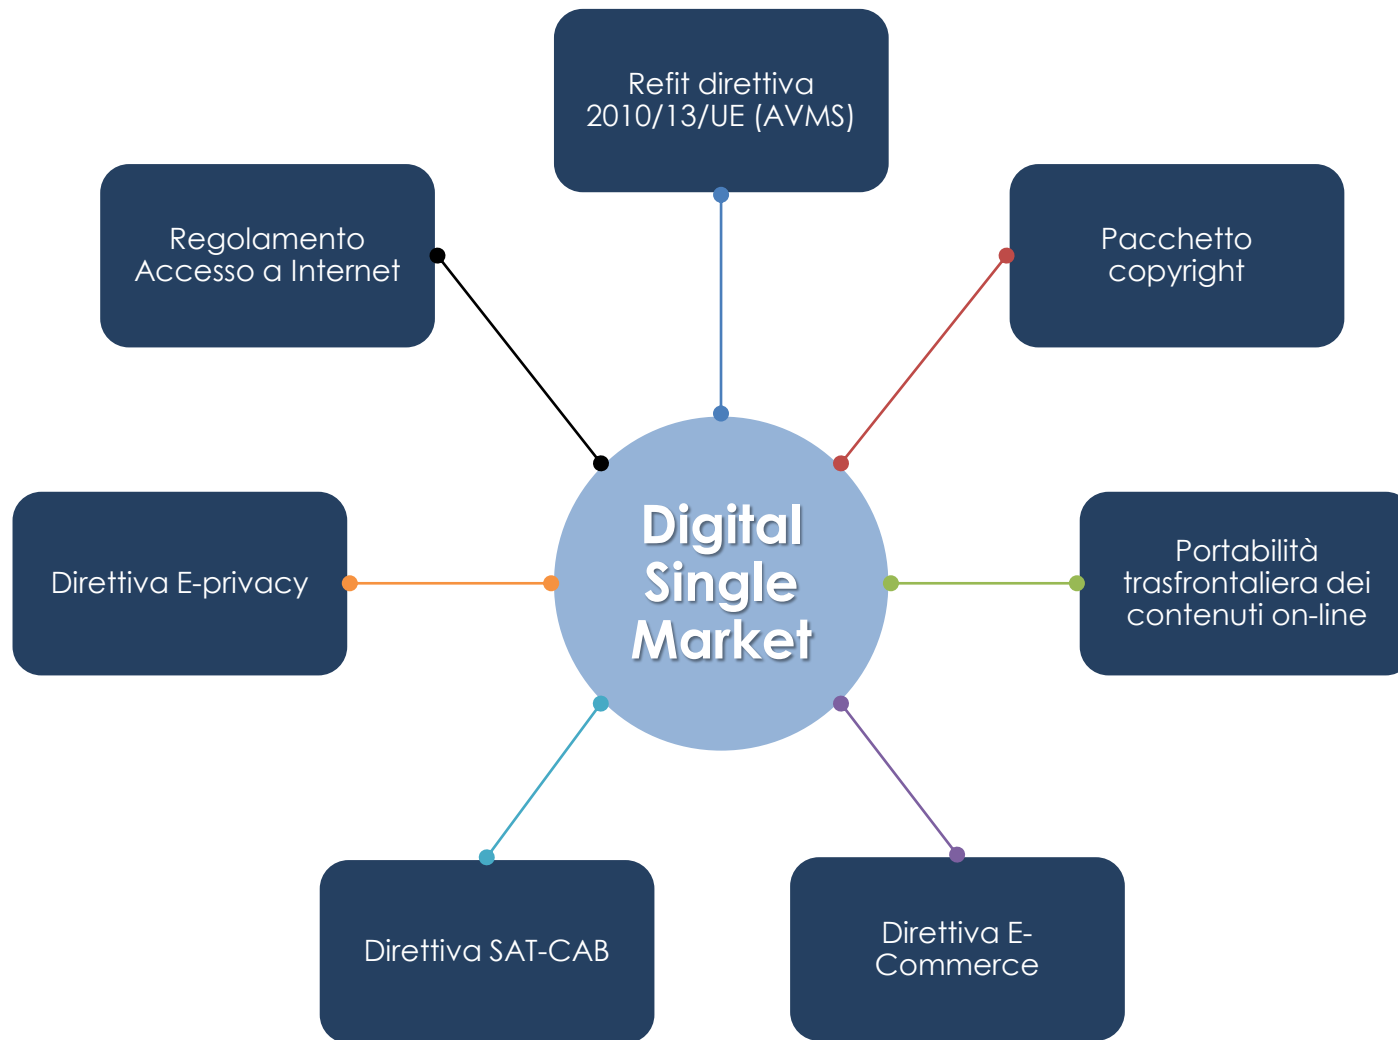 Refit direttiva
2010/13/UE (AVMS)
Regolamento
Accesso a Internet
Pacchetto
copyright
Digital
Single
Market
Direttiva E-privacy
Portabilità
trasfrontaliera dei
contenuti on-line
Direttiva SAT-CAB
Direttiva E-
Commerce